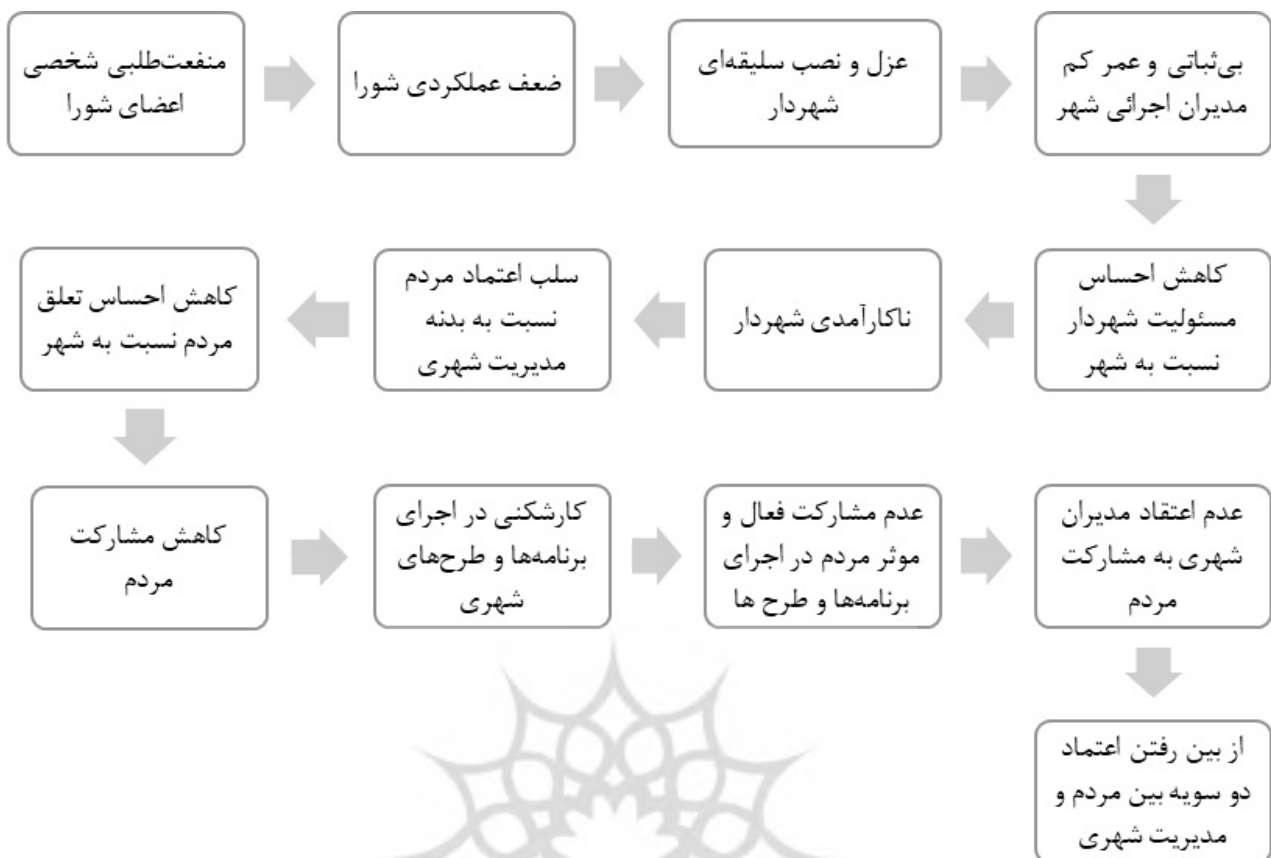 منفعت‌طلبی شخصی
اعضای شورا
ضعف عملکردی شورا
عزل و نصب سلیقه‌ای
شهردار
بی‌ثباتی و عمر کم
مدیران اجرائی شهر
کاهش احساس
مسئولیت شهردار
نسبت به شهر
ناکارآمدی شهردار
سلب اعتماد مردم
نسبت به بدنه
مدیریت شهری
کاهش احساس تعلق
مردم نسبت به شهر
کاهش مشارکت
مردم
کارشکنی در اجرای
برنامه‌ها و طرح‌های
شهری
عدم مشارکت فعال و
موثر مردم در اجرای
برنامه‌ها و طرح ها
عدم اعتقاد مدیران
شهری به مشارکت
مردم
از بین رفتن اعتماد
دو سویه بین مردم و
مدیریت شهری